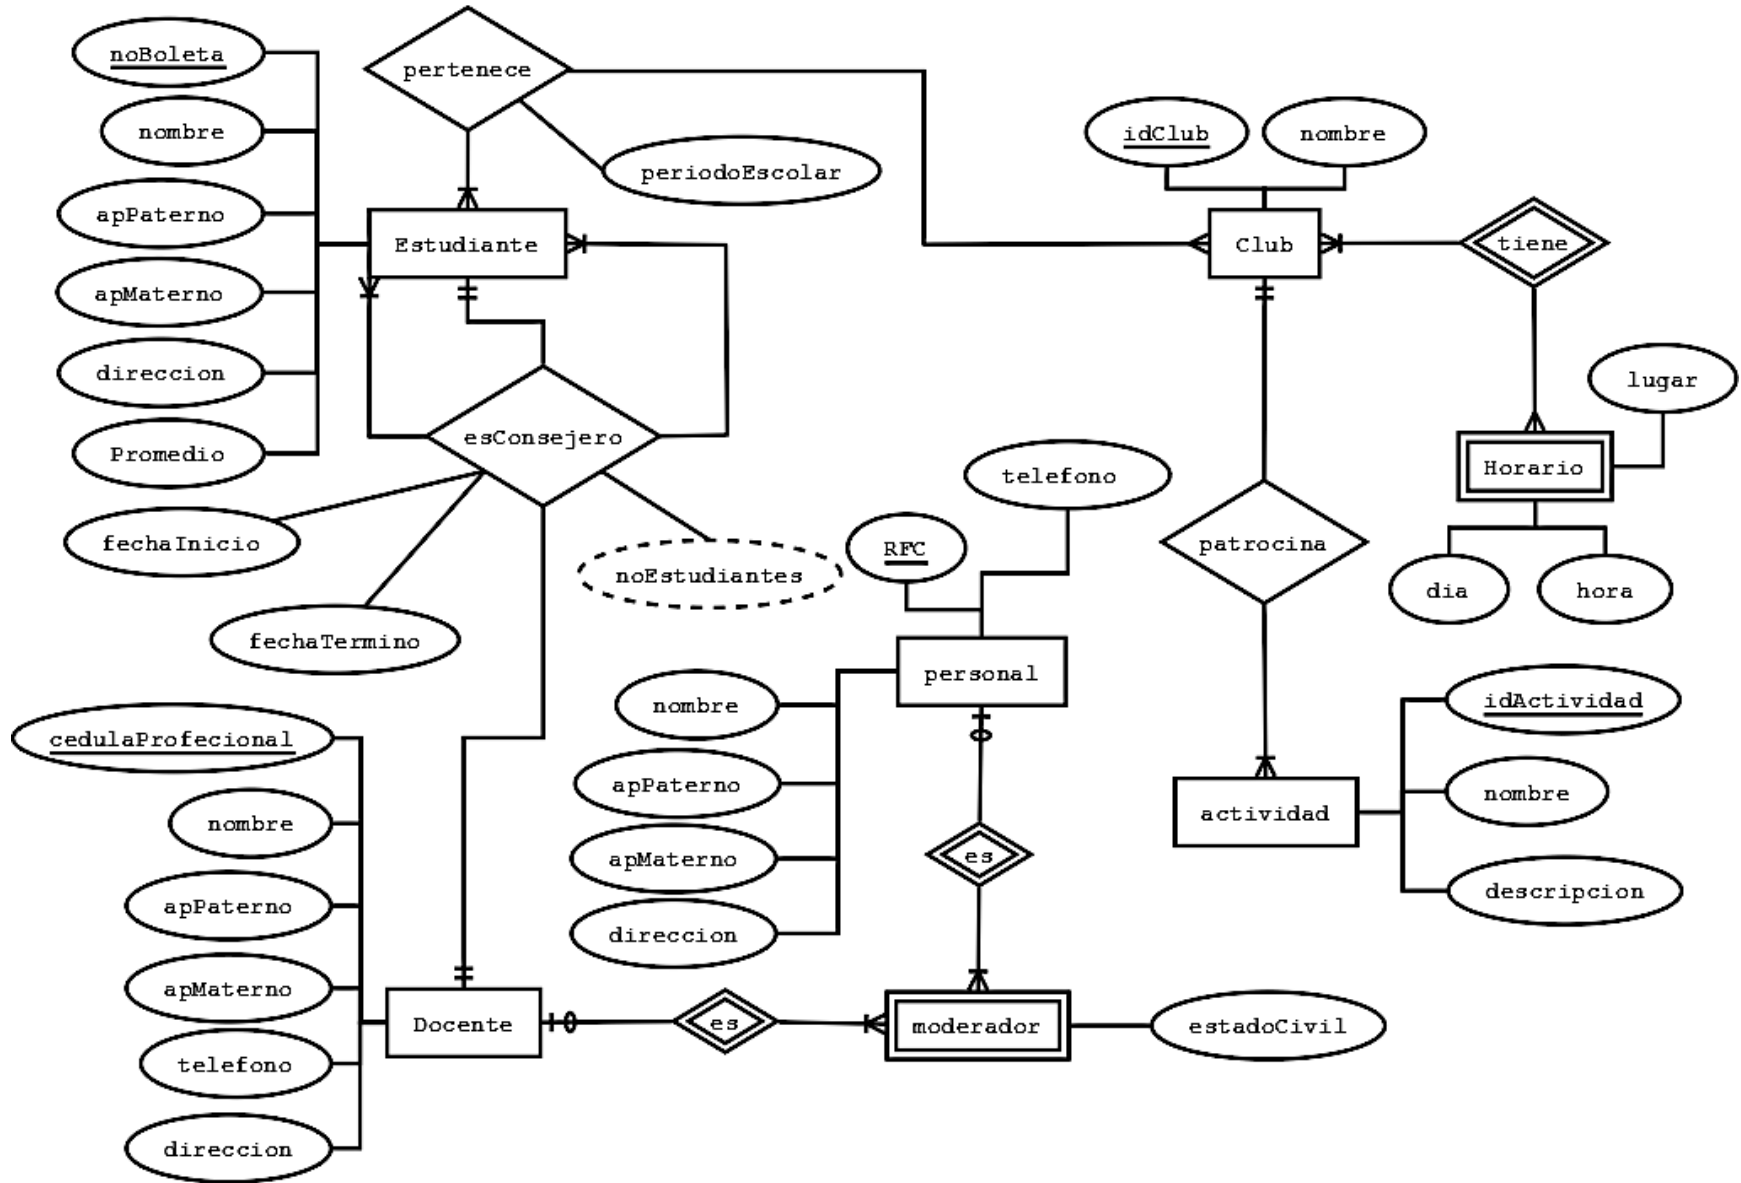 noBoleta
pertenece
nombre
idClub
nombre
periodoEscolar
apPaterno
Estudiante
Club
tiene
apMaterno
direccion
lugar
Promedio
esConsejero
telefono
Horario
fechaInicio
RFC
patrocina
noEstudiantes
dia
hora
fechaTermino
personal
nombre
idActividad
cedulaProfecional
apPaterno
nombre
nombre
actividad
apMaterno
es
descripcion
apPaterno
direccion
apMaterno
Docente
es
moderador
estadoCivil
telefono
direccion